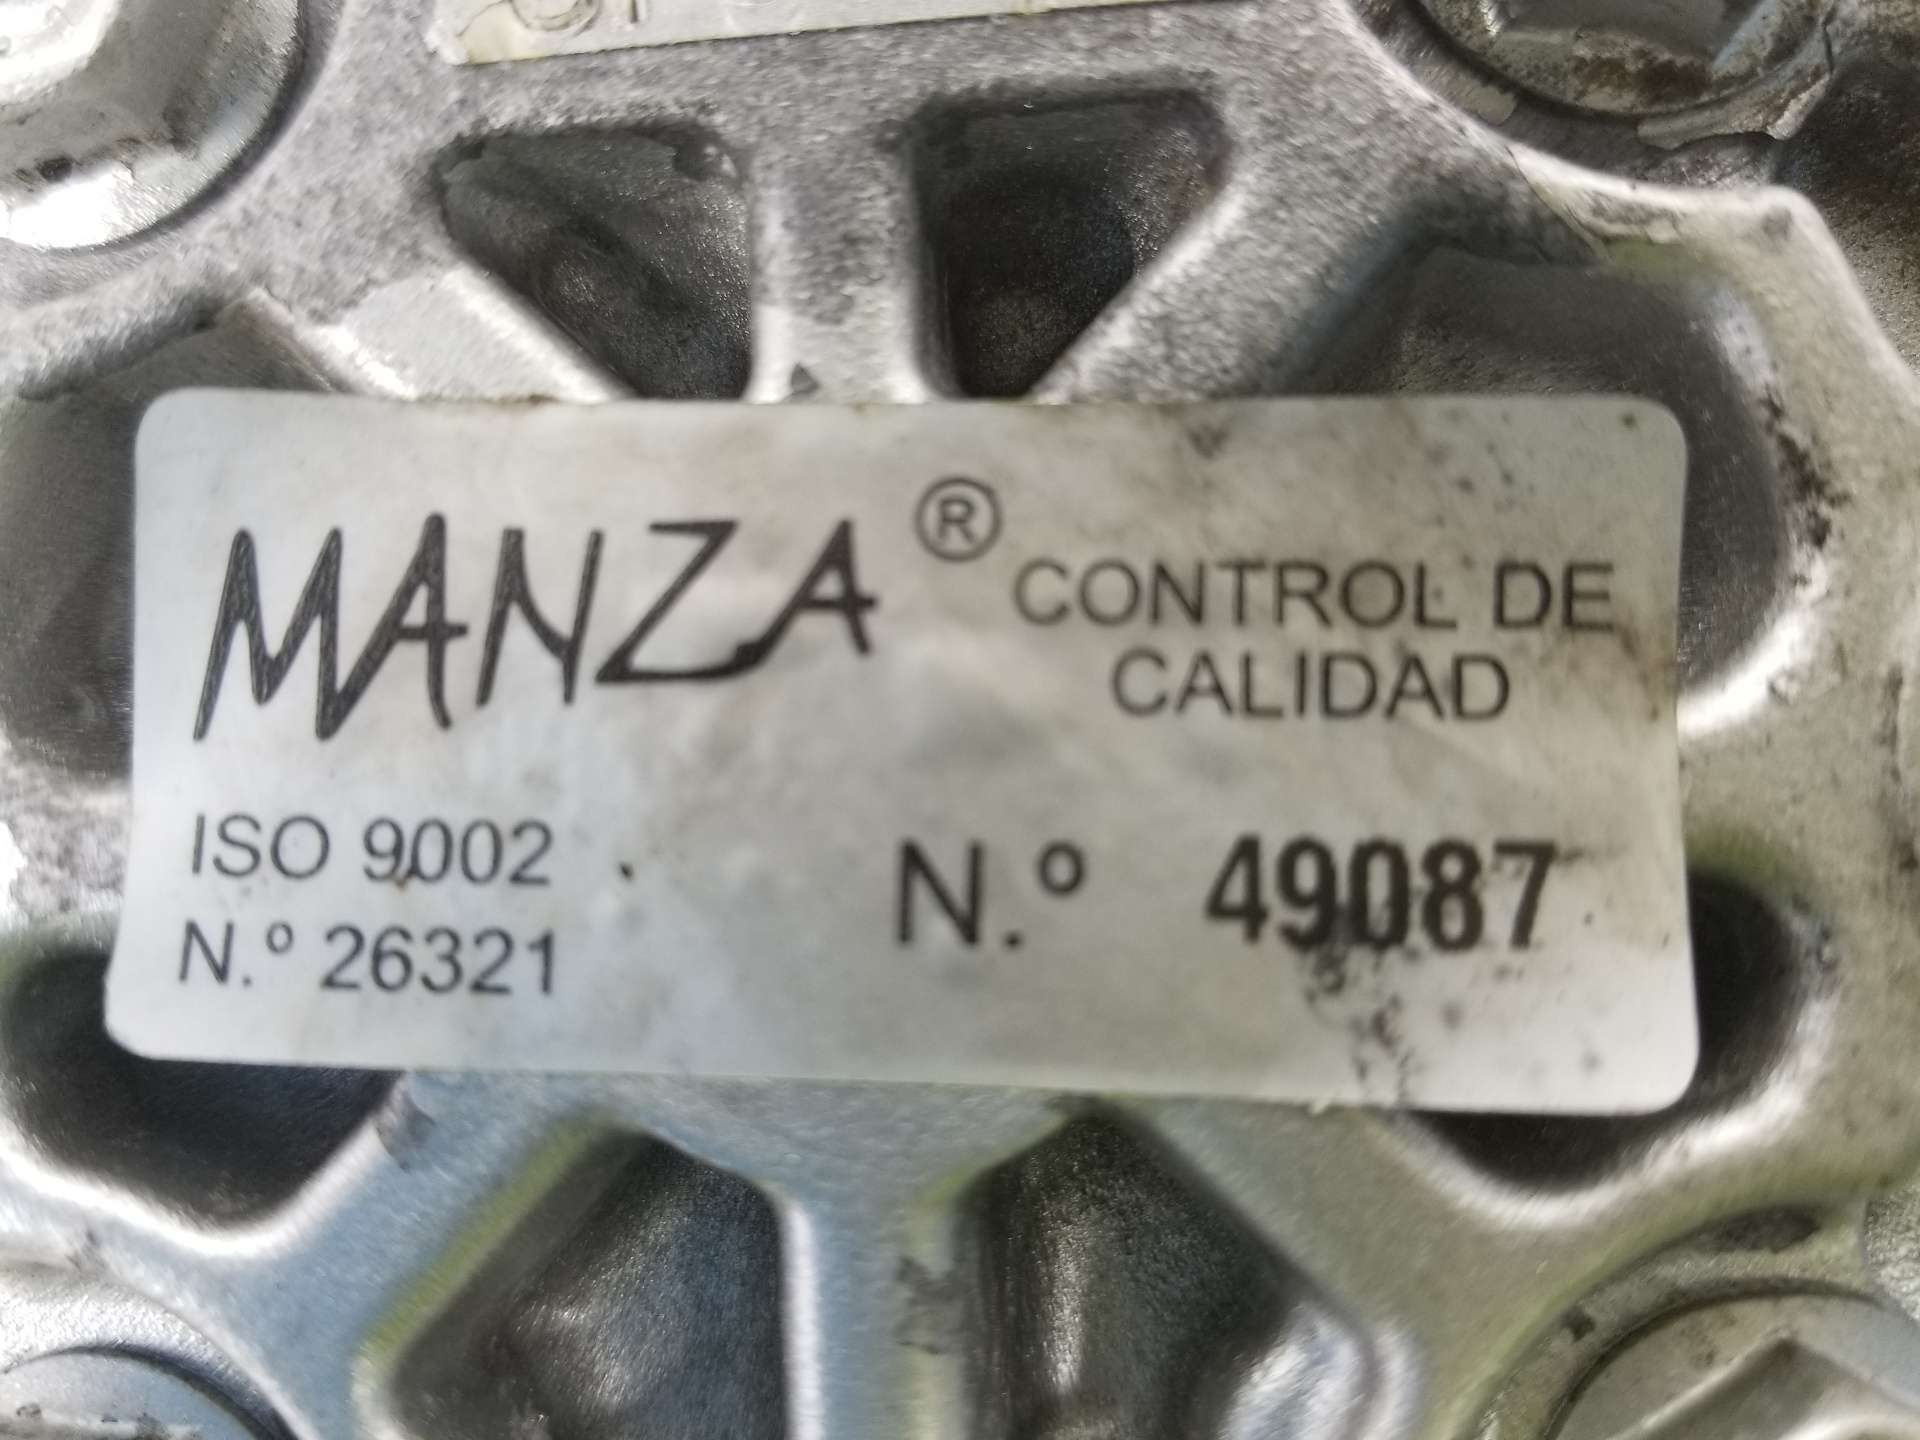 MANZA ® CONTROL DE
CALIDAD
ISO 9002
N.º 26321
N.º 49087